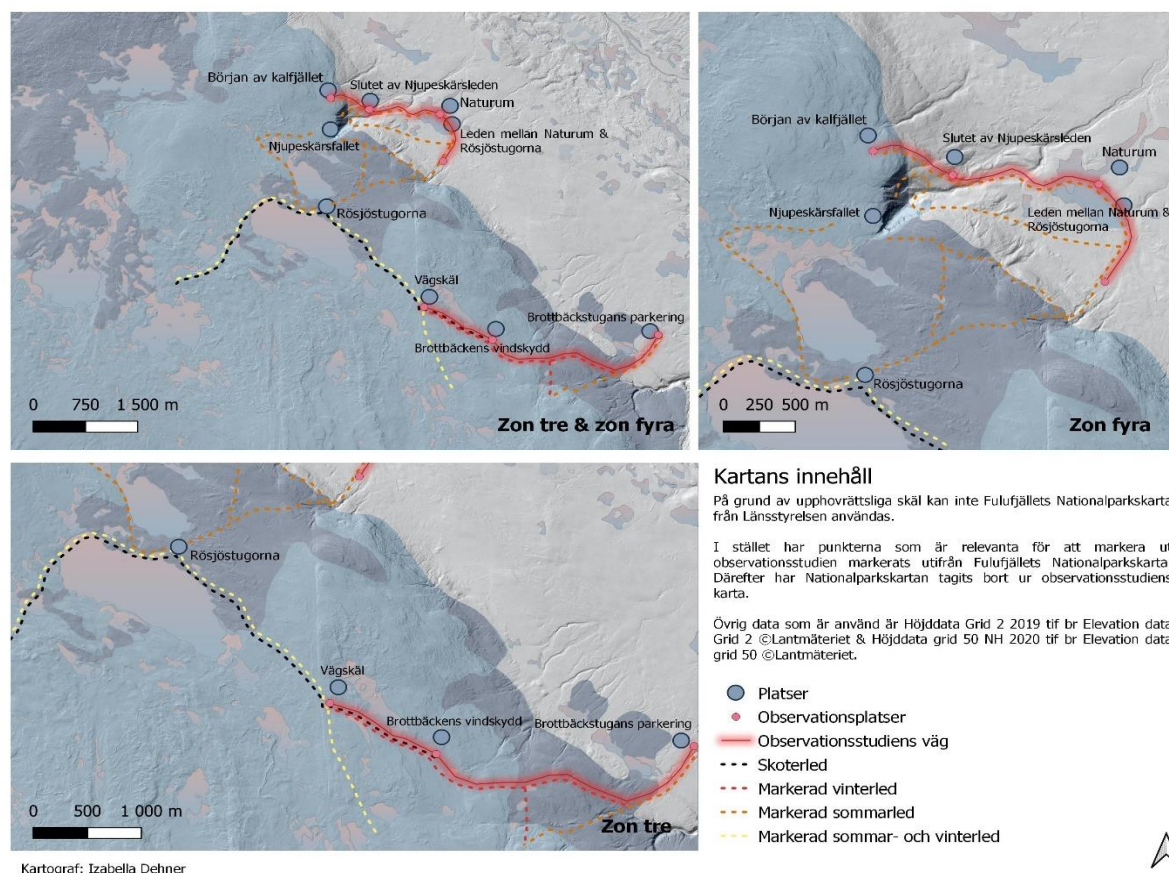 Början av kalfjället
Slutet av Njupeskärsleden
Naturum
Leden mellan Naturum &
Rösjöstugorna
Njupeskärsfallet
Rösjöstugorna
Vägskäl
Brottbäckens vindskydd
Brottbäckstugans parkering
0 750 1 500 m
Zon tre & zon fyra
Början av kalfjället
Slutet av Njupeskärsleden
Naturum
Njupeskärsfallet
Leden mellan Naturum &
Rösjöstugorna
Rösjöstugorna
0 250 500 m
Zon fyra
Rösjöstugorna
Vägskäl
Brottbäckens vindskydd
Brottbäckstugans parkering
0 500 1 000 m
Zon tre
Kartans innehåll
På grund av upphovrättsliga skäl kan inte Fulufjällets Nationalparkskarta
från Länsstyrelsen användas.
I stället har punkterna som är relevanta för att markera ut
observationsstudien markerats utifrån Fulufjällets Nationalparkskarta.
Därefter har Nationalparkskartan tagits bort ur observationsstudiens
karta.
Övrig data som är använd är Höjddata Grid 2 2019 tif br Elevation data
Grid 2 ©Lantmäteriet & Höjddata grid 50 NH 2020 tif br Elevation data
grid 50 ©Lantmäteriet.
Platser
Observationsplatser
Observationsstudiens väg
Skoterled
Markerad vinterled
Markerad sommarled
Markerad sommar- och vinterled
Kartograf: Izabella Dehner